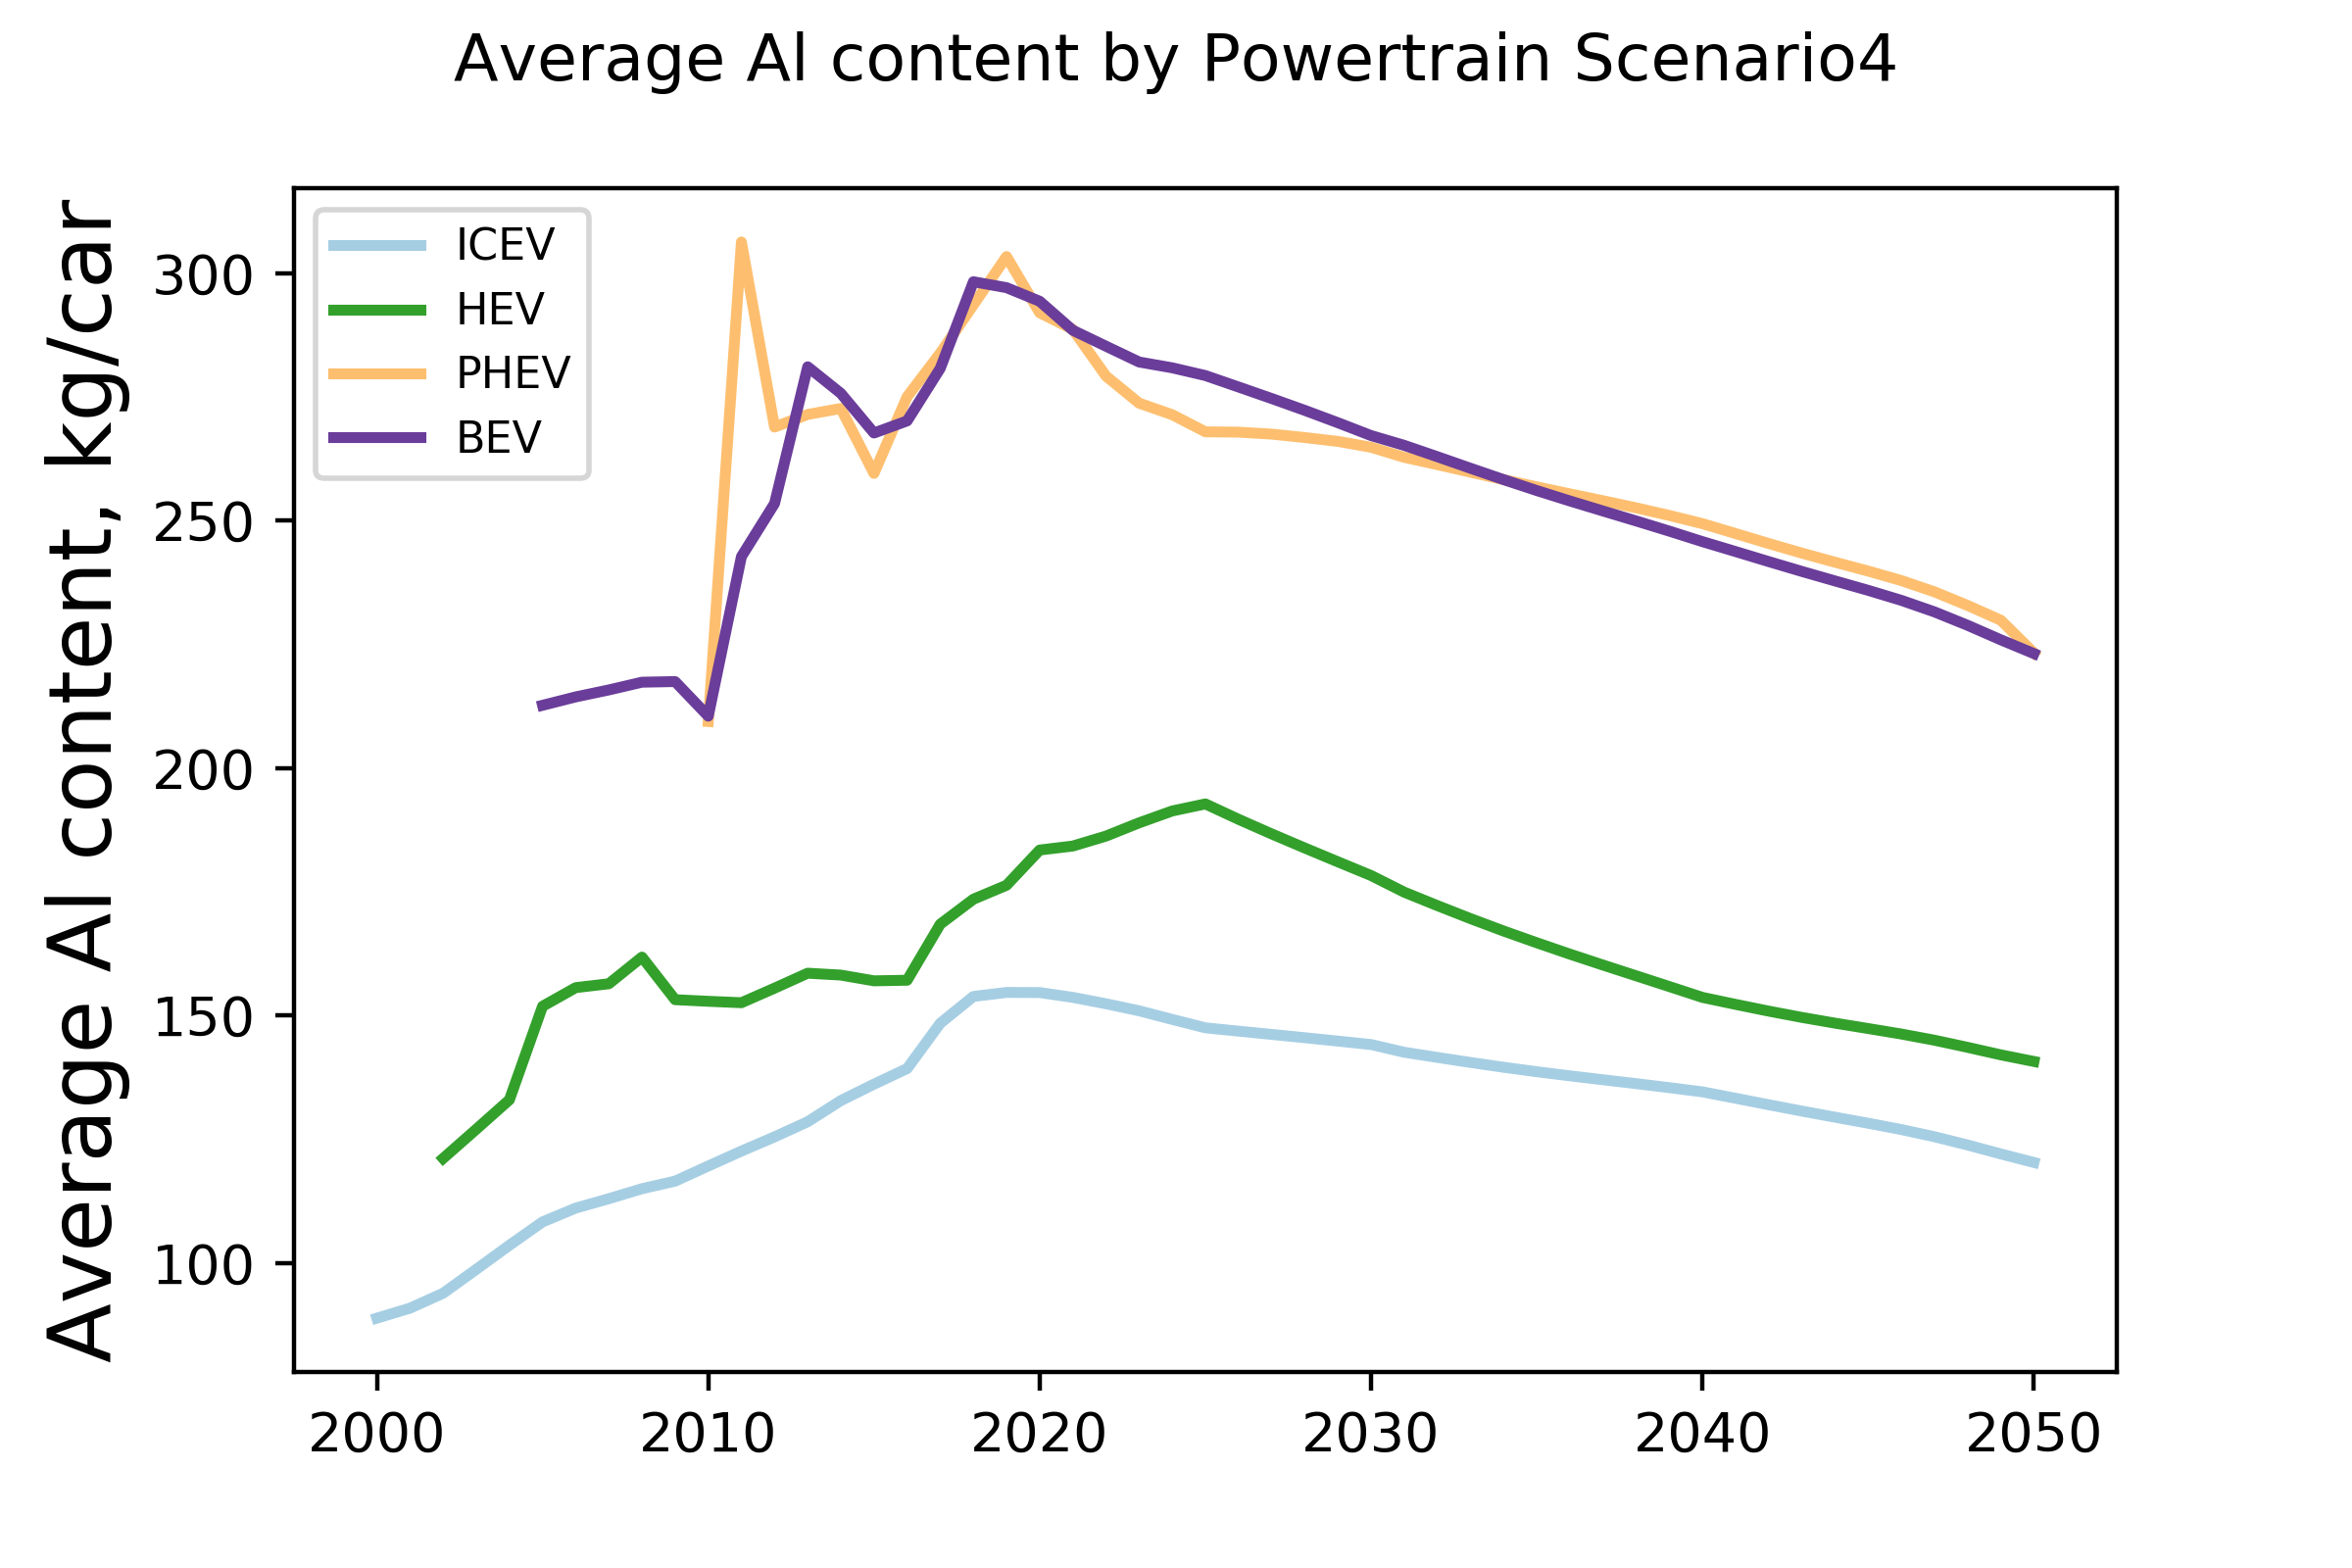 Average Al content by Powertrain Scenario4
Average Al content, kg/car
300
250
200
150
100
ICEV
HEV
PHEV
BEV
2000 2010 2020 2030 2040 2050